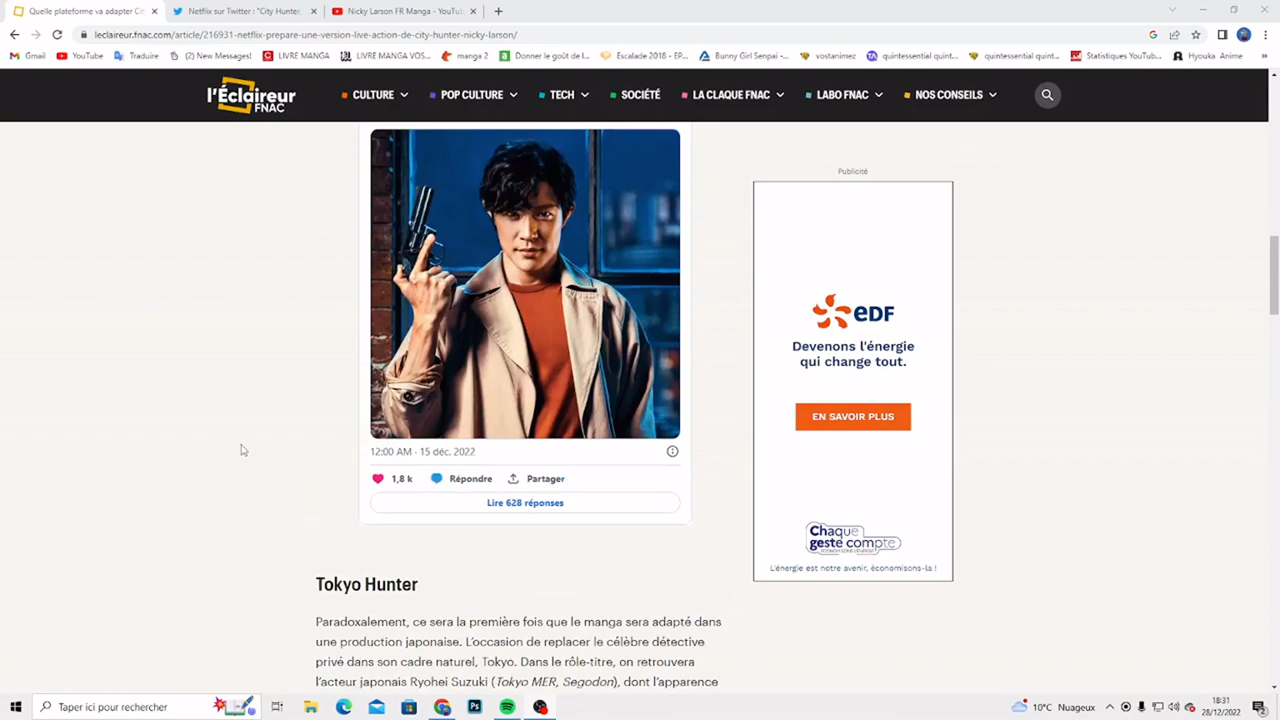 Quelle plateforme va adapter Ci
Netflix sur Twitter : "City Hunter,
Nicky Larson FR Manga - YouTu
leclaireur.fnac.com/article/216931-netflix-prepare-une-version-live-action-de-city-hunter-nicky-larson/
Gmail
YouTube
Traduire
(2) New Messages!
LIVRE MANGA
LIVRE MANGA VOS...
manga 2
Donner le goût de l...
Escalade 2018 - EP...
Bunny Girl Senpai -...
vostanimez
quintessential quint...
quintessential quint...
Statistiques YouTub...
Hyouka Anime
»
l'Éclaireur
FNAC
CULTURE
POP CULTURE
TECH
SOCIÉTÉ
LA CLAQUE FNAC
LABO FNAC
NOS CONSEILS
12:00 AM · 15 déc. 2022
1,8 k
Répondre
Partager
Lire 628 réponses
Publicité
eDF
Devenons l'énergie
qui change tout.
EN SAVOIR PLUS
Chaque
geste compte
L'énergie est notre avenir, économisons-la !
Tokyo Hunter
Paradoxalement, ce sera la première fois que le manga sera adapté dans
une production japonaise. L'occasion de replacer le célèbre détective
privé dans son cadre naturel, Tokyo. Dans le rôle-titre, on retrouvera
l'acteur japonais Ryohei Suzuki (Tokyo MER, Segodon), dont l'apparence
Taper ici pour rechercher
Ps
10°C Nuageux
18:31
28/12/2022